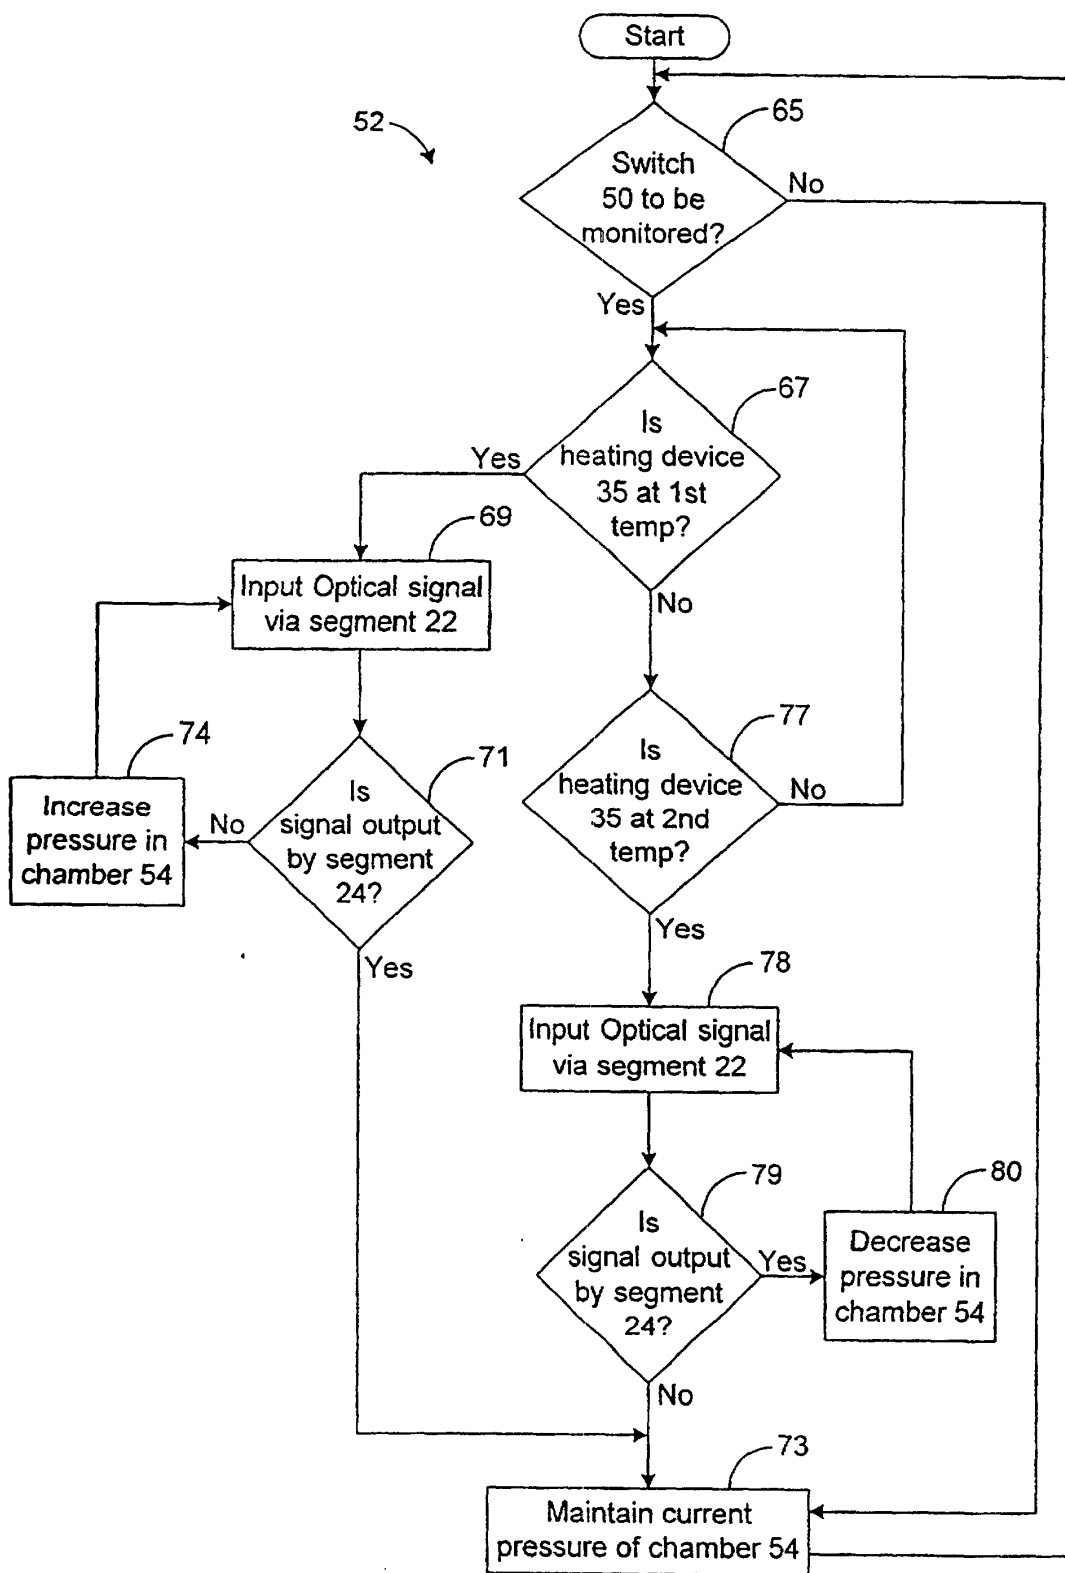 Start
52
65
Switch
50 to be
monitored?
No
Yes
67
Is
heating device
35 at 1st
temp?
Yes
69
Input Optical signal
via segment 22
No
74
71
77
Is
heating device
35 at 2nd
temp?
No
Increase
pressure in
chamber 54
No
Is
signal output
by segment
24?
Yes
Yes
78
Input Optical signal
via segment 22
79
80
Is
signal output
by segment
24?
Yes
Decrease
pressure in
chamber 54
No
73
Maintain current
pressure of chamber 54